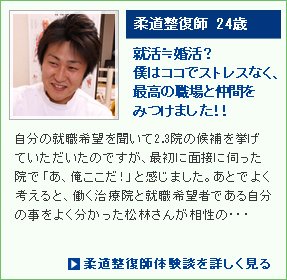 柔道整復師 24歳
就活≒婚活？
僕はココでストレスなく、
最高の職場と仲間を
みつけました!!
自分の就職希望を聞いて2.3院の候補を挙げ
ていただいたのですが、最初に面接に伺った
院で「あ、俺ここだ！」と感じました。あとでよく
考えると、働く治療院と就職希望者である自分
の事をよく分かった松林さんが相性の･･･
柔道整復師体験談を詳しく見る